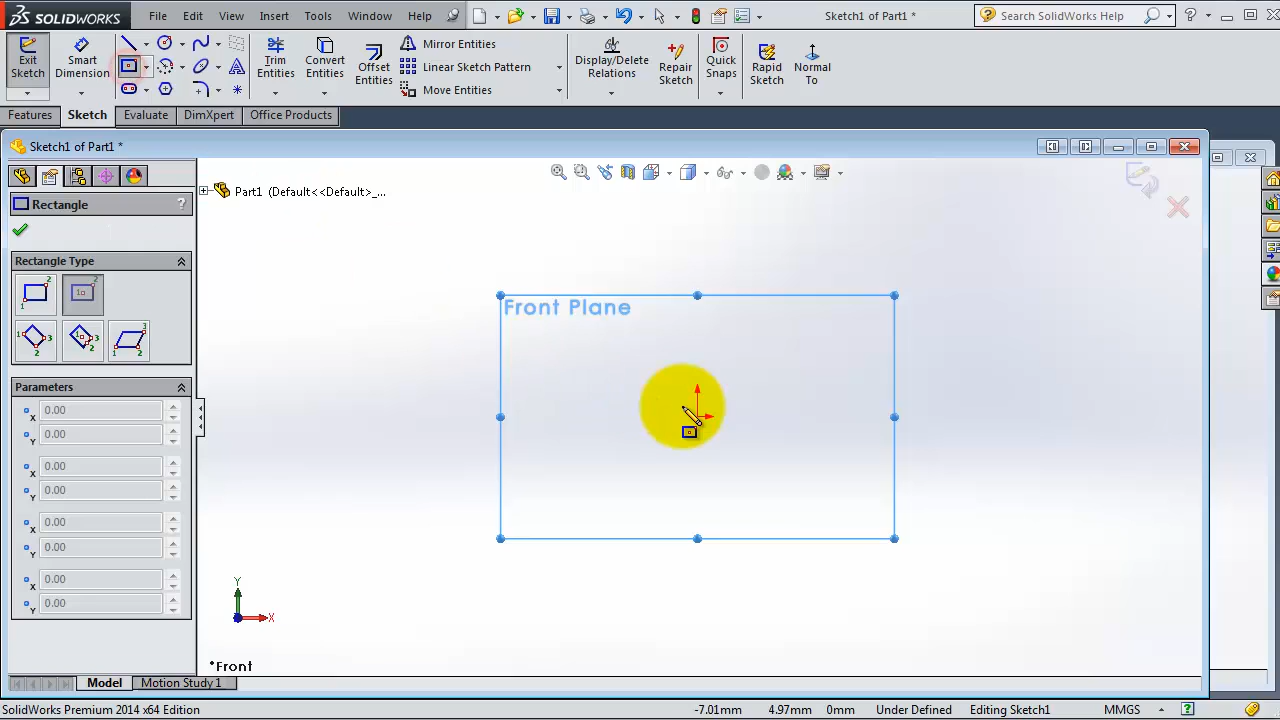 SOLIDWORKS File Edit View Insert Tools Window Help Sketch1 of Part1 * Search SolidWorks Help
Exit Sketch
Smart Dimension
Trim Entities
Convert Entities
Offset Entities
Mirror Entities
Linear Sketch Pattern
Move Entities
Display/Delete Relations
Repair Sketch
Quick Snaps
Rapid Sketch
Normal To
Features Sketch Evaluate DimXpert Office Products
Sketch1 of Part1 *
Part1 (Default<<Default>_...
Rectangle ?
Rectangle Type
Parameters
X 0.00
Y 0.00
X 0.00
Y 0.00
X 0.00
Y 0.00
X 0.00
Y 0.00
Front Plane
Y
X
*Front
Model Motion Study 1
SolidWorks Premium 2014 x64 Edition -7.01mm 4.97mm 0mm Under Defined Editing Sketch1 MMGS ?